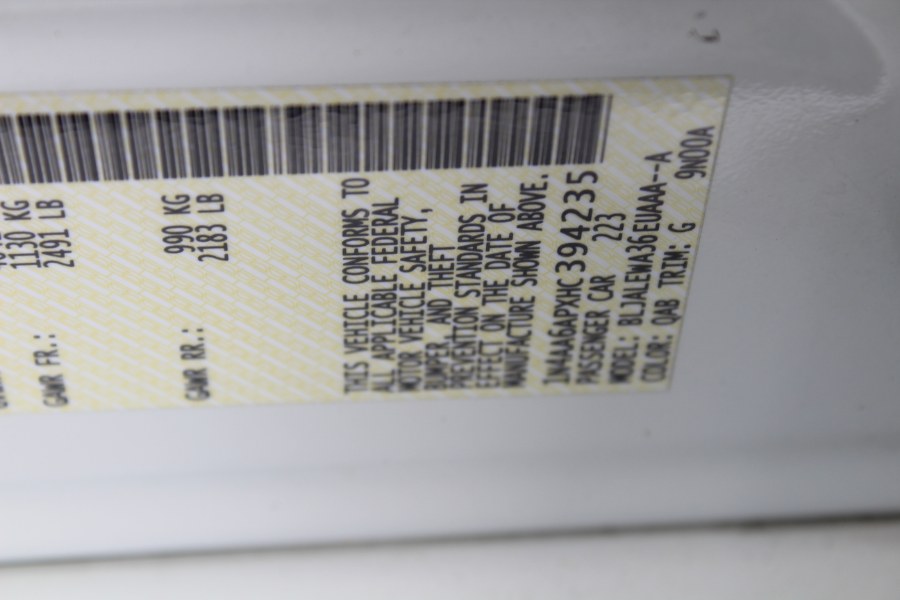 1130 KG
2491 LB
GAWR FR.:
990 KG
2183 LB
GAWR RR.:
THIS VEHICLE CONFORMS TO
ALL APPLICABLE FEDERAL
MOTOR VEHICLE SAFETY,
BUMPER, AND THEFT
PREVENTION STANDARDS IN
EFFECT ON THE DATE OF
MANUFACTURE SHOWN ABOVE.
1N4AA6APXHC394235
PASSENGER CAR 223
MODEL: BLJALEWA36EUAAA--A
COLOR: QAB TRIM: G 9N00A